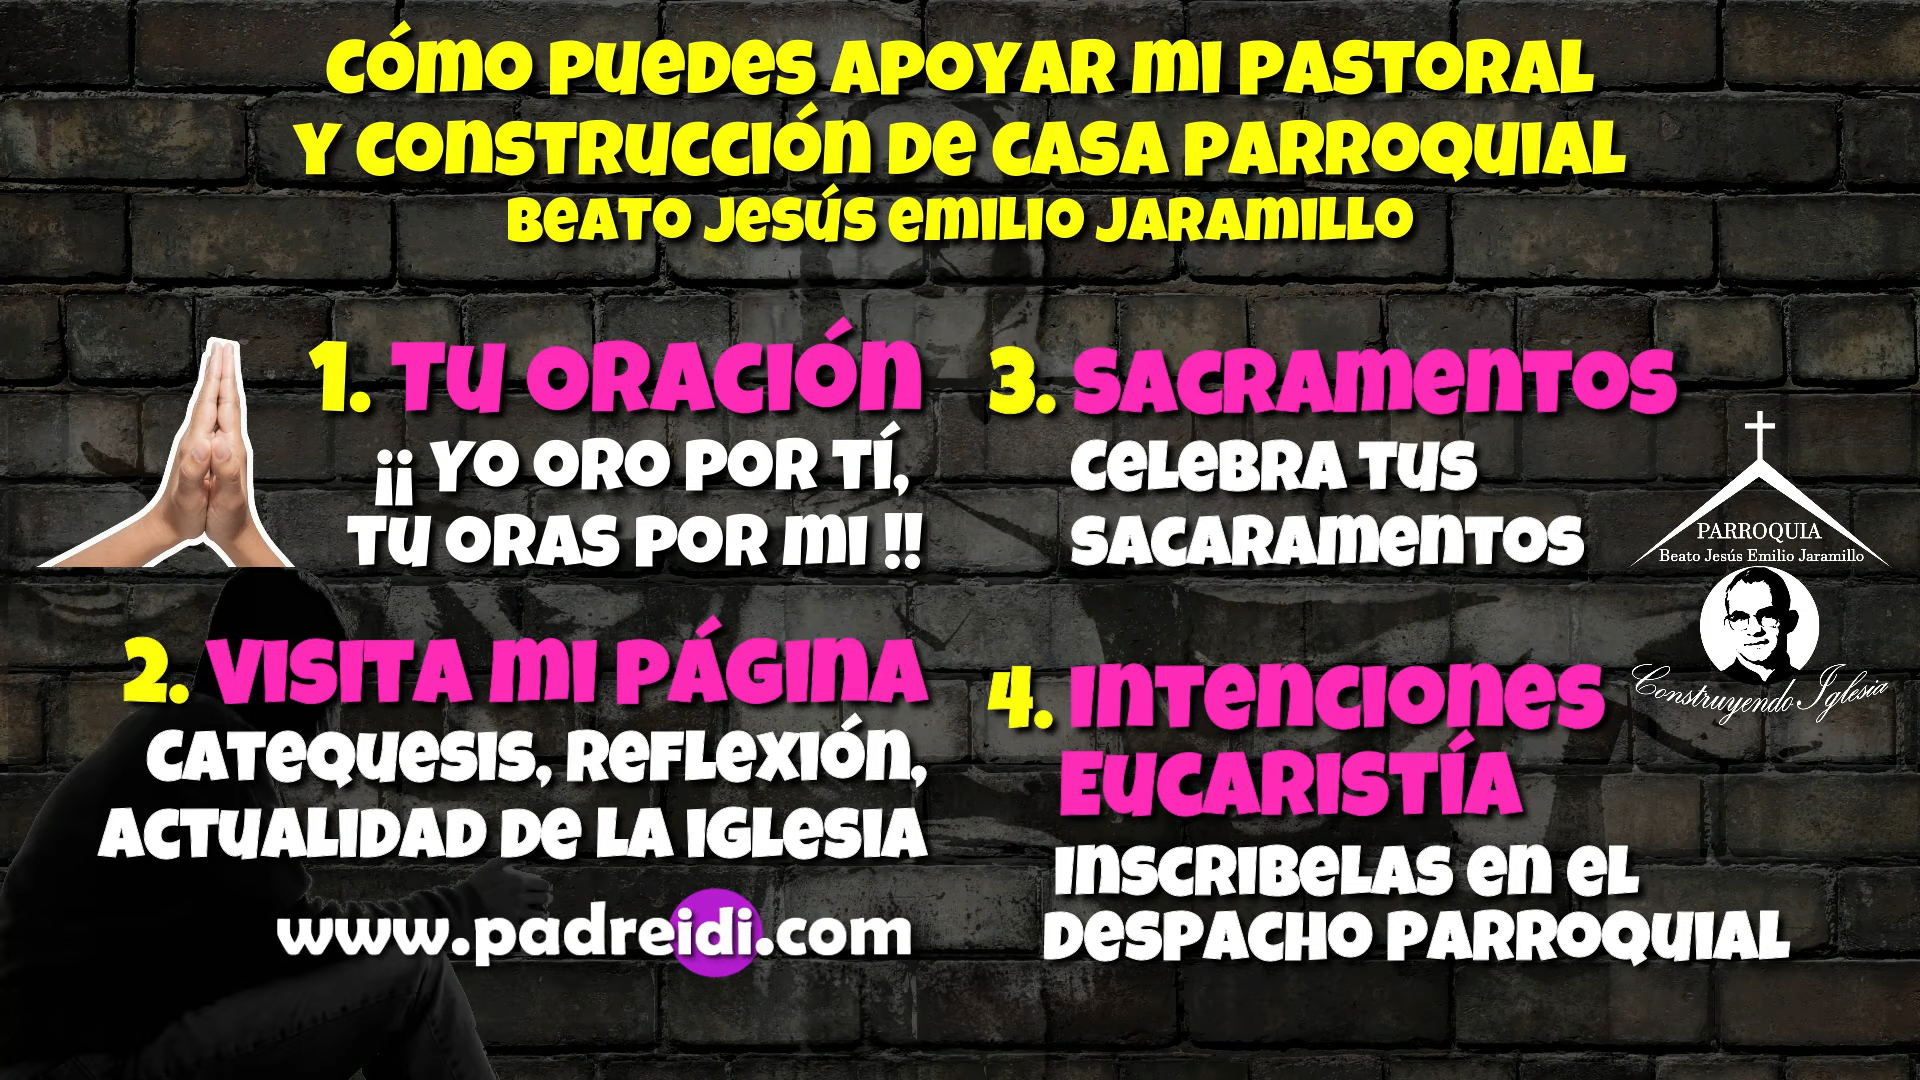 CÓMO PUEDES APOYAR MI PASTORAL
Y CONSTRUCCIÓN DE CASA PARROQUIAL
BEATO JESÚS EMILIO JARAMILLO
1. TU ORACIÓN
¡¡ YO ORO POR TÍ,
TU ORAS POR MI !!
2. VISITA MI PÁGINA
CATEQUESIS, REFLEXIÓN,
ACTUALIDAD DE LA IGLESIA
www.padreidi.com
3. SACRAMENTOS
CELEBRA TUS
SACARAMENTOS
4. INTENCIONES
EUCARISTÍA
INSCRIBELAS EN EL
DESPACHO PARROQUIAL
PARROQUIA
Beato Jesús Emilio Jaramillo
Construyendo Iglesia